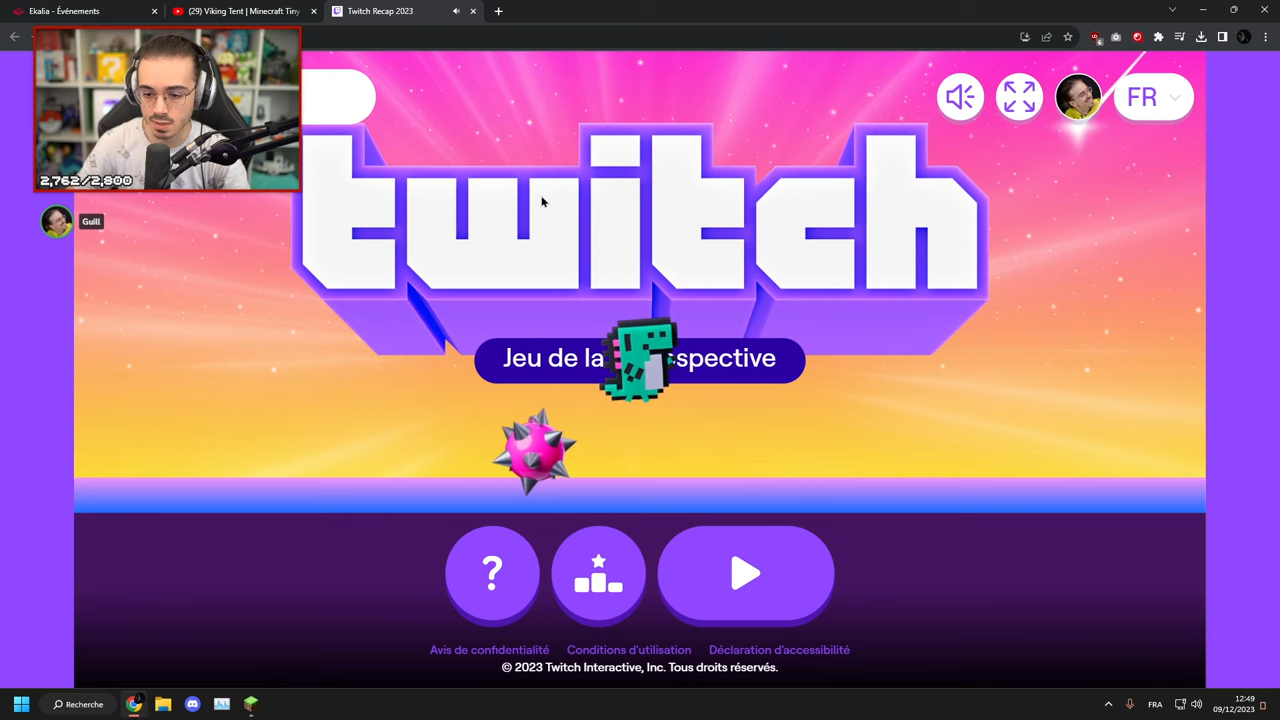 Ekalia - Événements
(29) Viking Tent | Minecraft Tiny
Twitch Recap 2023
FR
twitch
2,762/2,800
Guill
Jeu de la spective
?
Avis de confidentialité Conditions d'utilisation Déclaration d'accessibilité
© 2023 Twitch Interactive, Inc. Tous droits réservés.
Recherche
FRA
12:49
09/12/2023